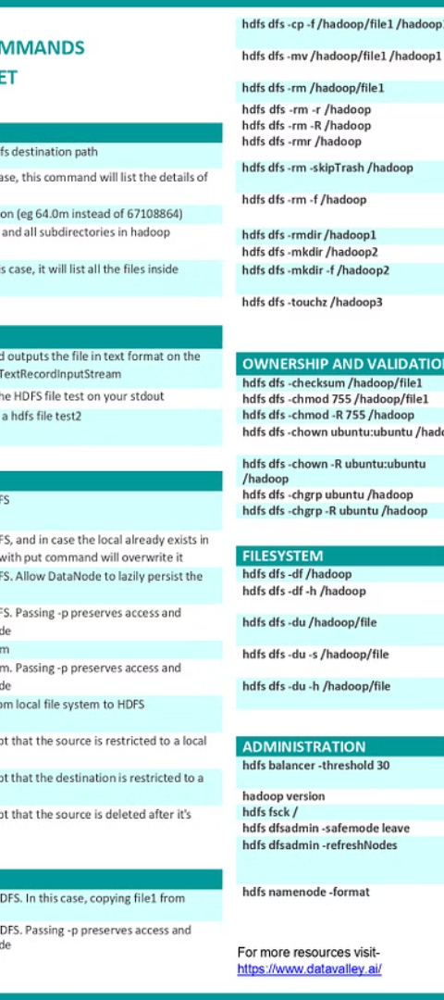 MMANDS
ET
fs destination path
ase, this command will list the details of
on (eg 64.0m instead of 67108864)
and all subdirectories in hadoop
is case, it will list all the files inside
d outputs the file in text format on the
TextRecordInputStream
he HDFS file test on your stdout
a hdfs file test2
FS
FS, and in case the local already exists in
with put command will overwrite it
FS. Allow DataNode to lazily persist the
FS. Passing -p preserves access and
de
m
m. Passing -p preserves access and
de
om local file system to HDFS
pt that the source is restricted to a local
pt that the destination is restricted to a
pt that the source is deleted after it's
DFS. In this case, copying file1 from
DFS. Passing -p preserves access and
de
hdfs dfs -cp -f /hadoop/file1 /hadoop1
hdfs dfs -mv /hadoop/file1 /hadoop1
hdfs dfs -rm /hadoop/file1
hdfs dfs -rm -r /hadoop
hdfs dfs -rm -R /hadoop
hdfs dfs -rmr /hadoop
hdfs dfs -rm -skipTrash /hadoop
hdfs dfs -rm -f /hadoop
hdfs dfs -rmdir /hadoop1
hdfs dfs -mkdir /hadoop2
hdfs dfs -mkdir -f /hadoop2
hdfs dfs -touchz /hadoop3
OWNERSHIP AND VALIDATION
hdfs dfs -checksum /hadoop/file1
hdfs dfs -chmod 755 /hadoop/file1
hdfs dfs -chmod -R 755 /hadoop
hdfs dfs -chown ubuntu:ubuntu /hado
hdfs dfs -chown -R ubuntu:ubuntu
/hadoop
hdfs dfs -chgrp ubuntu /hadoop
hdfs dfs -chgrp -R ubuntu /hadoop
FILESYSTEM
hdfs dfs -df /hadoop
hdfs dfs -df -h /hadoop
hdfs dfs -du /hadoop/file
hdfs dfs -du -s /hadoop/file
hdfs dfs -du -h /hadoop/file
ADMINISTRATION
hdfs balancer -threshold 30
hadoop version
hdfs fsck /
hdfs dfsadmin -safemode leave
hdfs dfsadmin -refreshNodes
hdfs namenode -format
For more resources visit-
https://www.datavalley.ai/